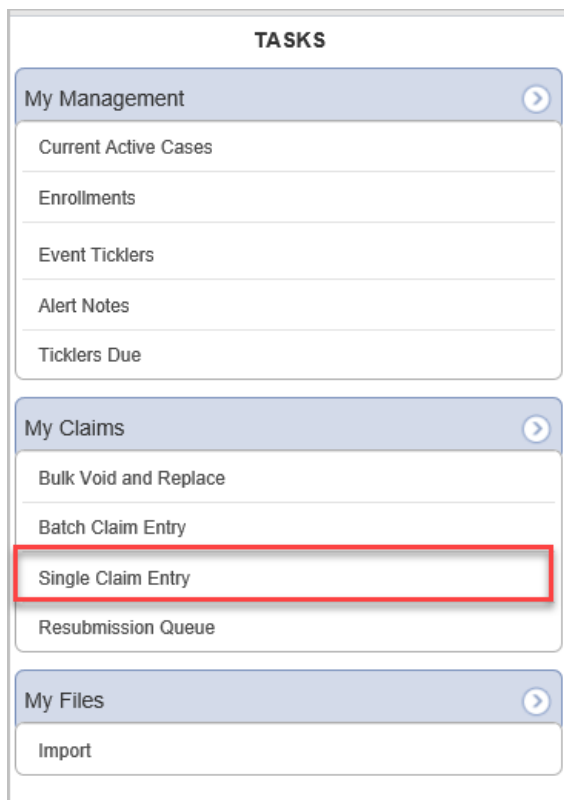 TASKS
My Management
Current Active Cases
Enrollments
Event Ticklers
Alert Notes
Ticklers Due
My Claims
Bulk Void and Replace
Batch Claim Entry
Single Claim Entry
Resubmission Queue
My Files
Import